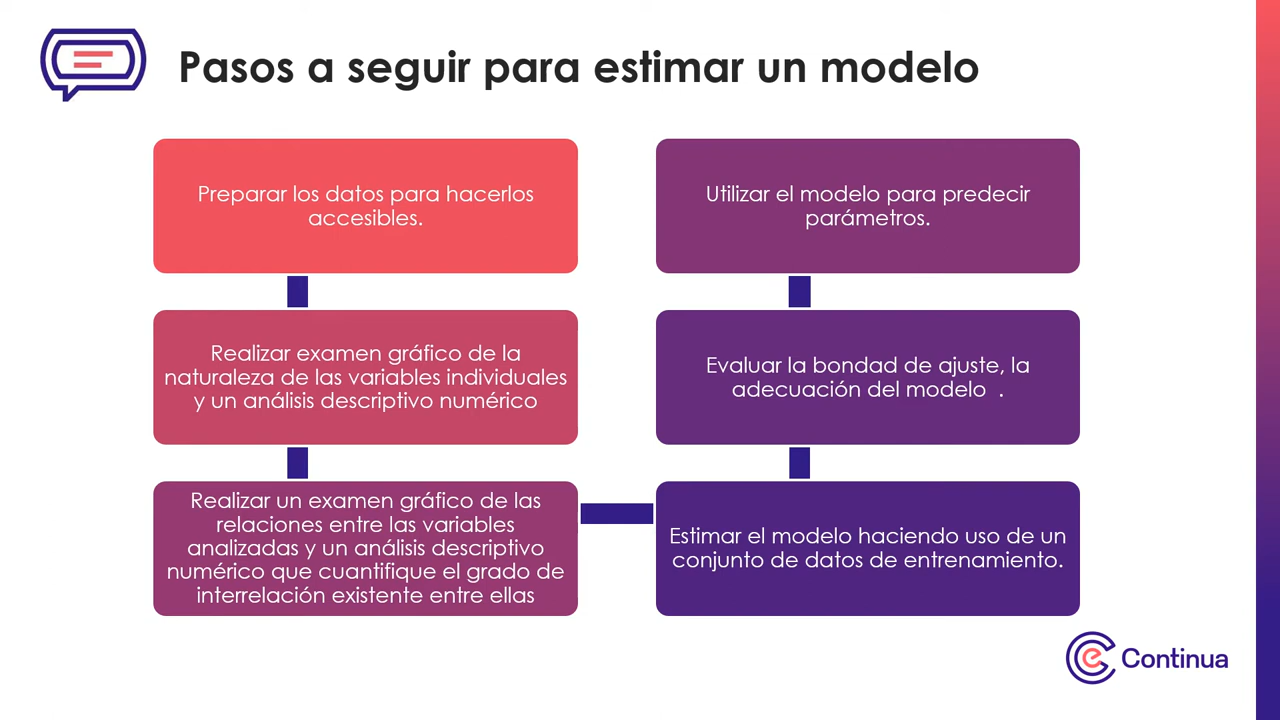 Pasos a seguir para estimar un modelo
Preparar los datos para hacerlos
accesibles.
Realizar examen gráfico de la
naturaleza de las variables individuales
y un análisis descriptivo numérico
Realizar un examen gráfico de las
relaciones entre las variables
analizadas y un análisis descriptivo
numérico que cuantifique el grado de
interrelación existente entre ellas
Estimar el modelo haciendo uso de un
conjunto de datos de entrenamiento.
Evaluar la bondad de ajuste, la
adecuación del modelo  .
Utilizar el modelo para predecir
parámetros.
e Continua